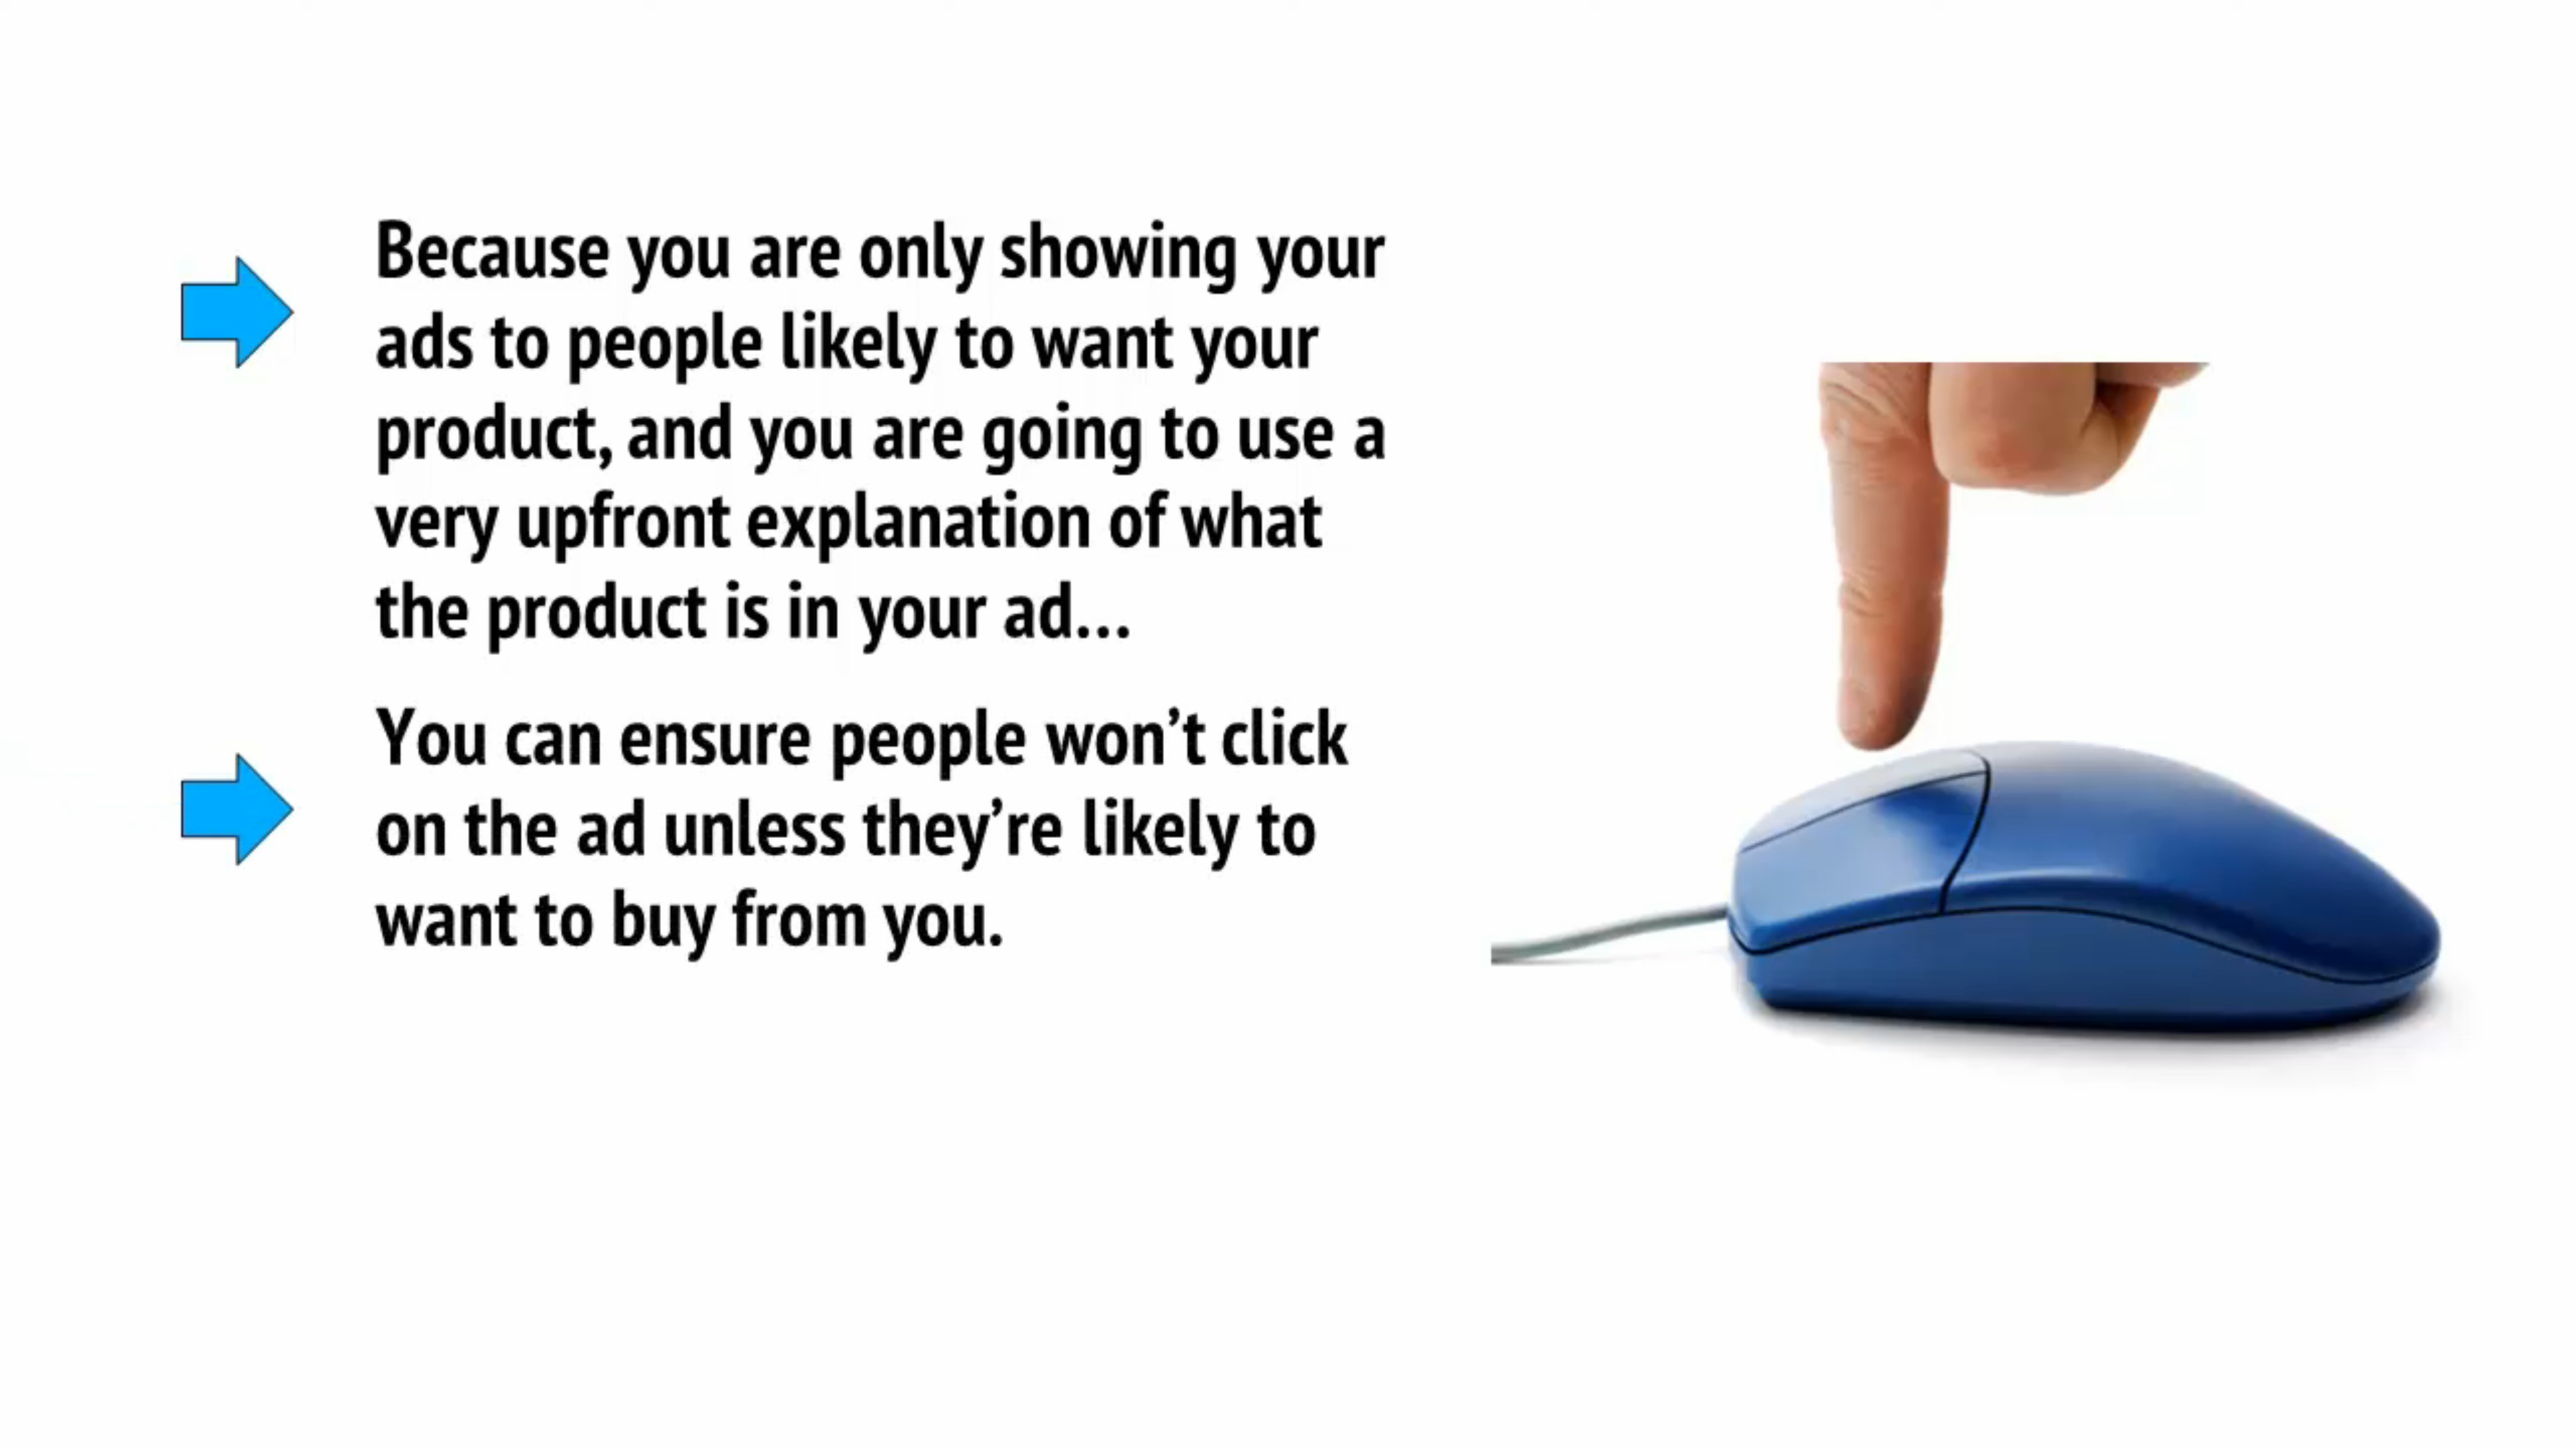 Because you are only showing your
ads to people likely to want your
product, and you are going to use a
very upfront explanation of what
the product is in your ad...
You can ensure people won’t click
on the ad unless they’re likely to
want to buy from you.